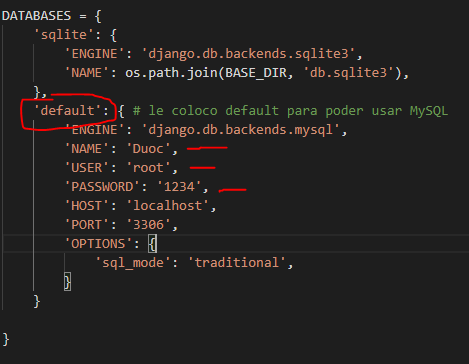 DATABASES = {
    'sqlite': {
        'ENGINE': 'django.db.backends.sqlite3',
        'NAME': os.path.join(BASE_DIR, 'db.sqlite3'),
    },
    'default': { # le coloco default para poder usar MySQL
        'ENGINE': 'django.db.backends.mysql',
        'NAME': 'Duoc',
        'USER': 'root',
        'PASSWORD': '1234',
        'HOST': 'localhost',
        'PORT': '3306',
        'OPTIONS': {
            'sql_mode': 'traditional',
        }
    }
}